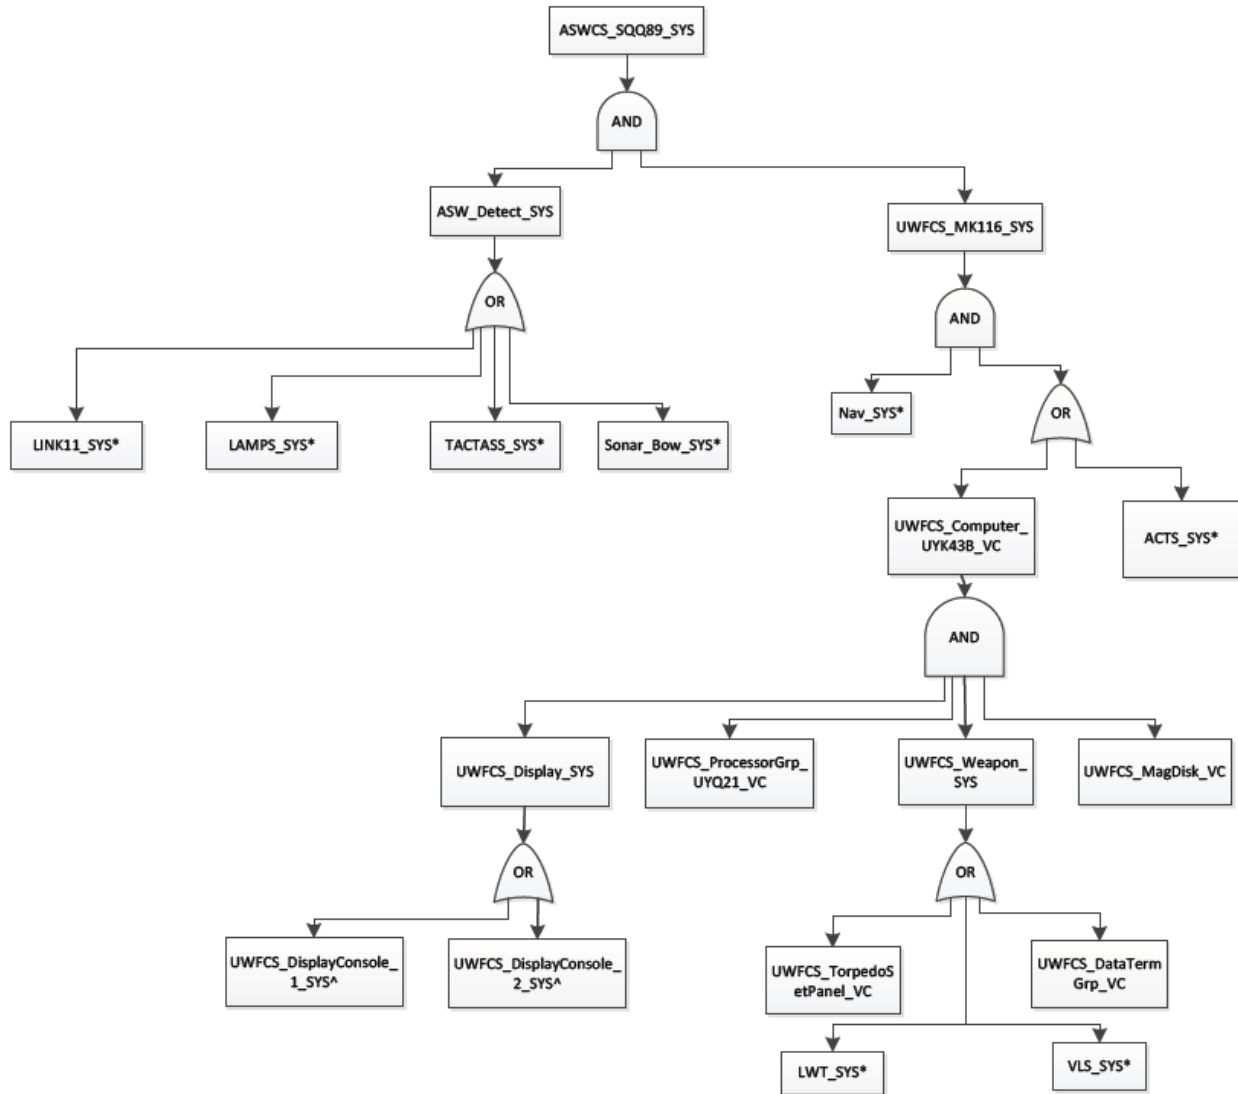 ASWCS_SQQ89_SYS
AND
ASW_Detect_SYS
UWFCS_MK116_SYS
OR
AND
LINK11_SYS*
LAMPS_SYS*
TACTASS_SYS*
Sonar_Bow_SYS*
Nav_SYS*
OR
UWFCS_Computer_
UYK43B_VC
ACTS_SYS*
AND
UWFCS_Display_SYS
UWFCS_ProcessorGrp_
UYQ21_VC
UWFCS_Weapon_
SYS
UWFCS_MagDisk_VC
OR
OR
UWFCS_DisplayConsole_
1_SYS^
UWFCS_DisplayConsole_
2_SYS^
UWFCS_TorpedoS
etPanel_VC
UWFCS_DataTerm
Grp_VC
LWT_SYS*
VLS_SYS*